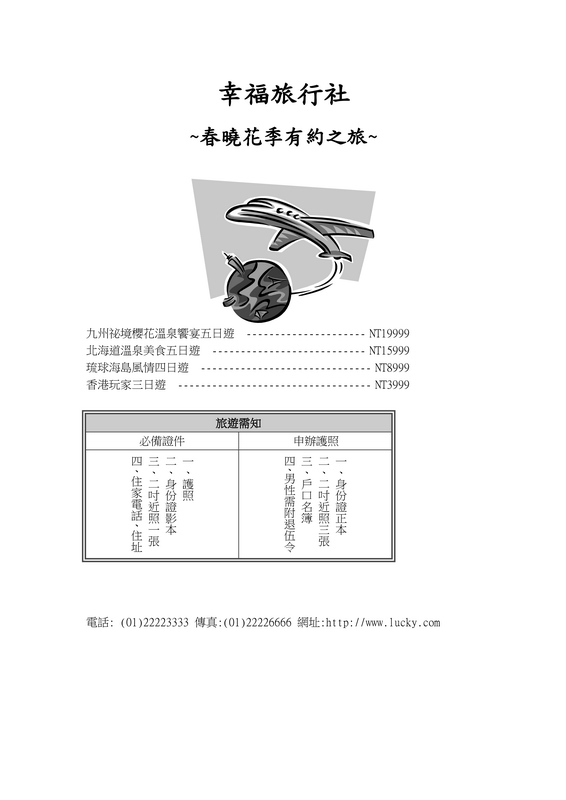 幸福旅行社
~春曉花季有約之旅~
九州祕境櫻花溫泉饗宴五日遊 -------------------- NT19999
北海道溫泉美食五日遊 -------------------------- NT15999
琉球海島風情四日遊 ----------------------------- NT8999
香港玩家三日遊 --------------------------------- NT3999
旅遊需知
必備證件
申辦護照
一、護照
二、身份證影本
三、二吋近照一張
四、住家電話、住址
一、身份證正本
二、二吋近照三張
三、戶口名簿
四、男性需附退伍令
電話: (01)22223333 傳真:(01)22226666 網址:http://www.lucky.com